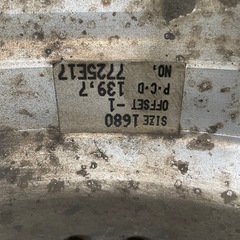 SIZE 1680
OFFSET -1
P.C.D 139,7
NO, 7725E17